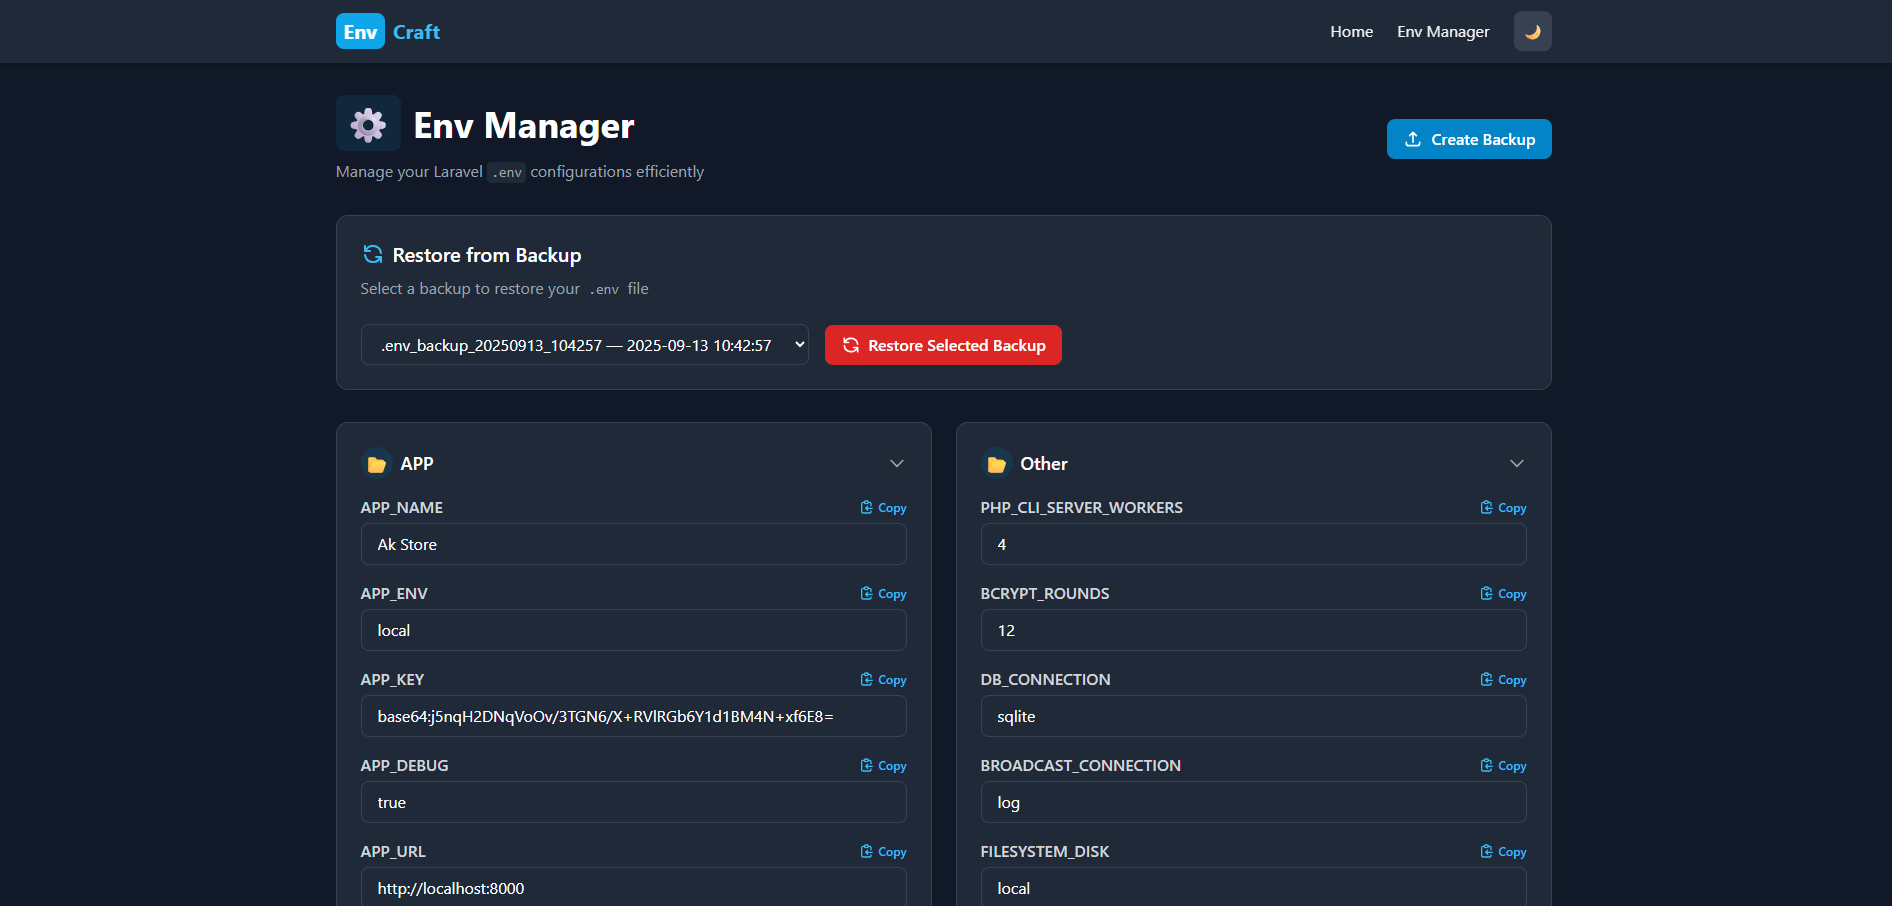 Env Craft
Home Env Manager
Env Manager
Create Backup
Manage your Laravel .env configurations efficiently
Restore from Backup
Select a backup to restore your .env file
.env_backup_20250913_104257 — 2025-09-13 10:42:57
Restore Selected Backup
APP
APP_NAME Copy
Ak Store
APP_ENV Copy
local
APP_KEY Copy
base64:j5nqH2DNqVoOv/3TGN6/X+RVlRGb6Y1d1BM4N+xf6E8=
APP_DEBUG Copy
true
APP_URL Copy
http://localhost:8000
Other
PHP_CLI_SERVER_WORKERS Copy
4
BCRYPT_ROUNDS Copy
12
DB_CONNECTION Copy
sqlite
BROADCAST_CONNECTION Copy
log
FILESYSTEM_DISK Copy
local